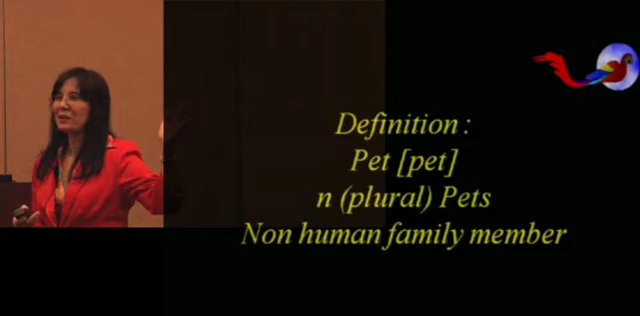 Definition :
Pet [pet]
n (plural) Pets
Non human family member